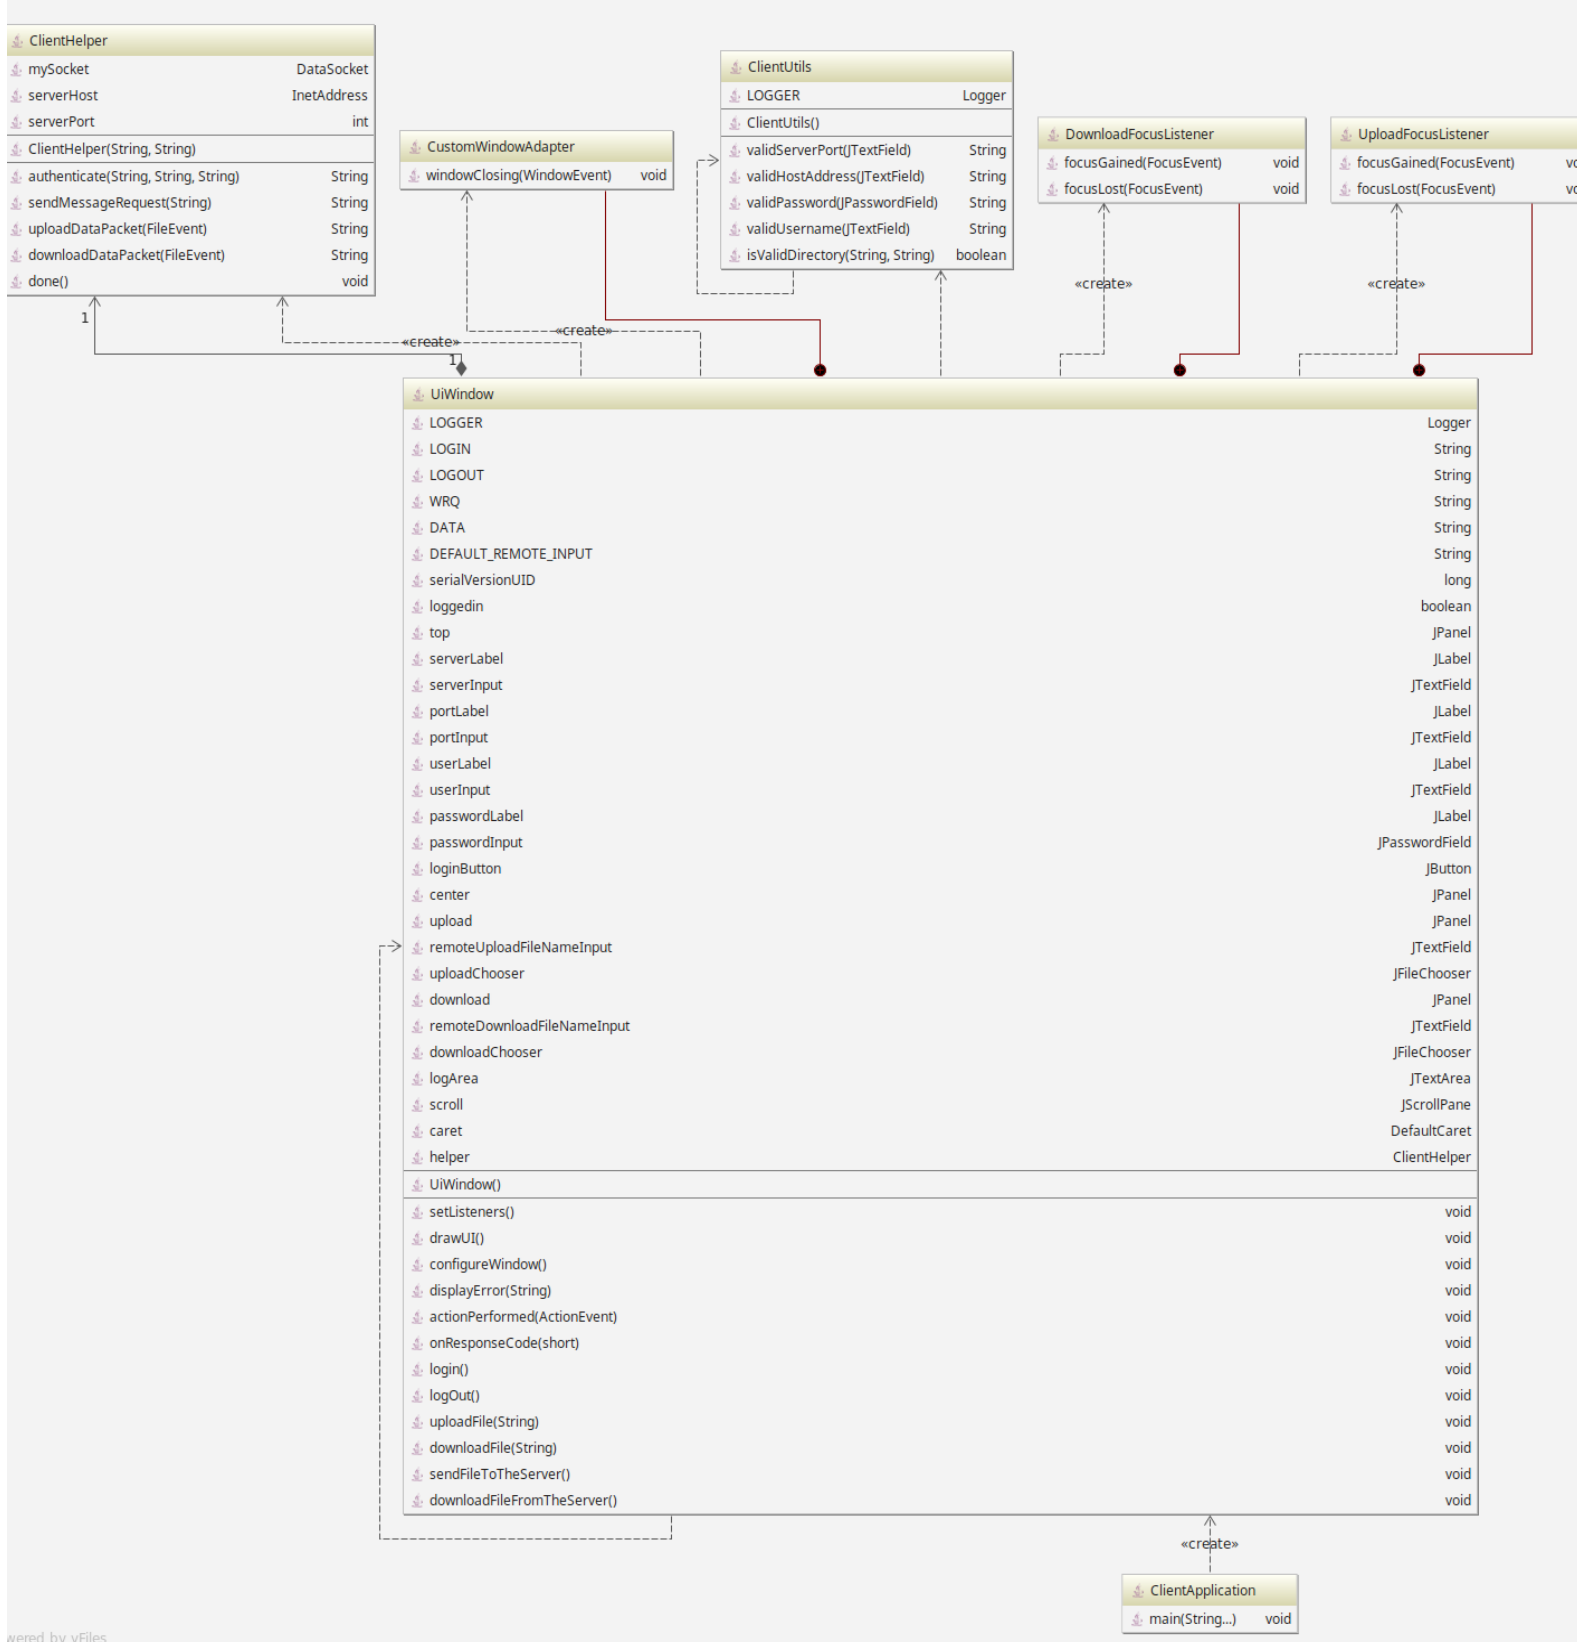 ClientHelper
mySocket DataSocket
serverHost InetAddress
serverPort int
ClientHelper(String, String)
authenticate(String, String, String) String
sendMessageRequest(String) String
uploadDataPacket(FileEvent) String
downloadDataPacket(FileEvent) String
done() void
CustomWindowAdapter
windowClosing(WindowEvent) void
ClientUtils
LOGGER Logger
ClientUtils()
validServerPort(JTextField) String
validHostAddress(JTextField) String
validPassword(JPasswordField) String
validUsername(JTextField) String
isValidDirectory(String, String) boolean
DownloadFocusListener
focusGained(FocusEvent) void
focusLost(FocusEvent) void
UploadFocusListener
focusGained(FocusEvent) vo
focusLost(FocusEvent) vo
1
«create»
1
«create»
«create»
«create»
UiWindow
LOGGER Logger
LOGIN String
LOGOUT String
WRQ String
DATA String
DEFAULT_REMOTE_INPUT String
serialVersionUID long
loggedin boolean
top JPanel
serverLabel JLabel
serverInput JTextField
portLabel JLabel
portInput JTextField
userLabel JLabel
userInput JTextField
passwordLabel JLabel
passwordInput JPasswordField
loginButton JButton
center JPanel
upload JPanel
remoteUploadFileNameInput JTextField
uploadChooser JFileChooser
download JPanel
remoteDownloadFileNameInput JTextField
downloadChooser JFileChooser
logArea JTextArea
scroll JScrollPane
caret DefaultCaret
helper ClientHelper
UiWindow()
setListeners() void
drawUI() void
configureWindow() void
displayError(String) void
actionPerformed(ActionEvent) void
onResponseCode(short) void
login() void
logOut() void
uploadFile(String) void
downloadFile(String) void
sendFileToTheServer() void
downloadFileFromTheServer() void
«create»
ClientApplication
main(String...) void
wered by yFiles